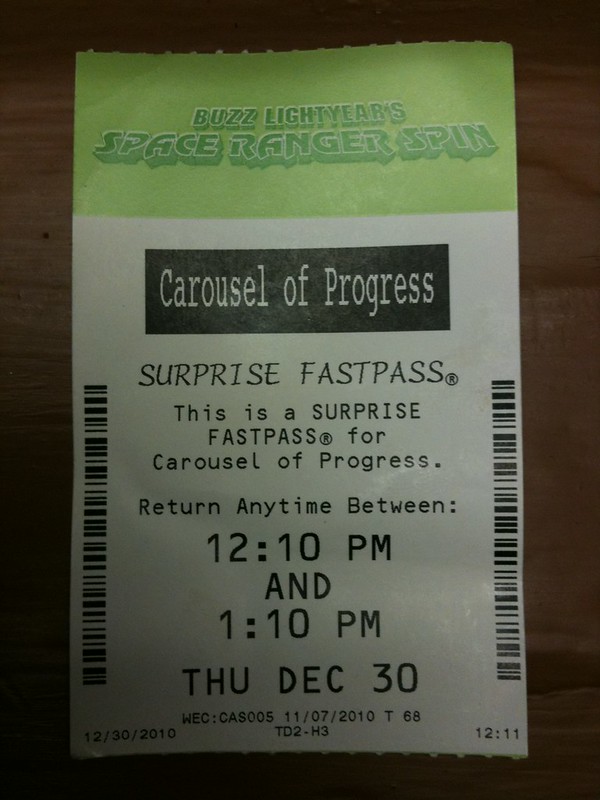 BUZZ LIGHTYEAR'S
SPACE RANGER SPIN
Carousel of Progress
SURPRISE FASTPASS®
This is a SURPRISE
FASTPASS® for
Carousel of Progress.
Return Anytime Between:
12:10 PM
AND
1:10 PM
THU DEC 30
WEC:CAS005 11/07/2010 T 68
12/30/2010 TD2-H3 12:11